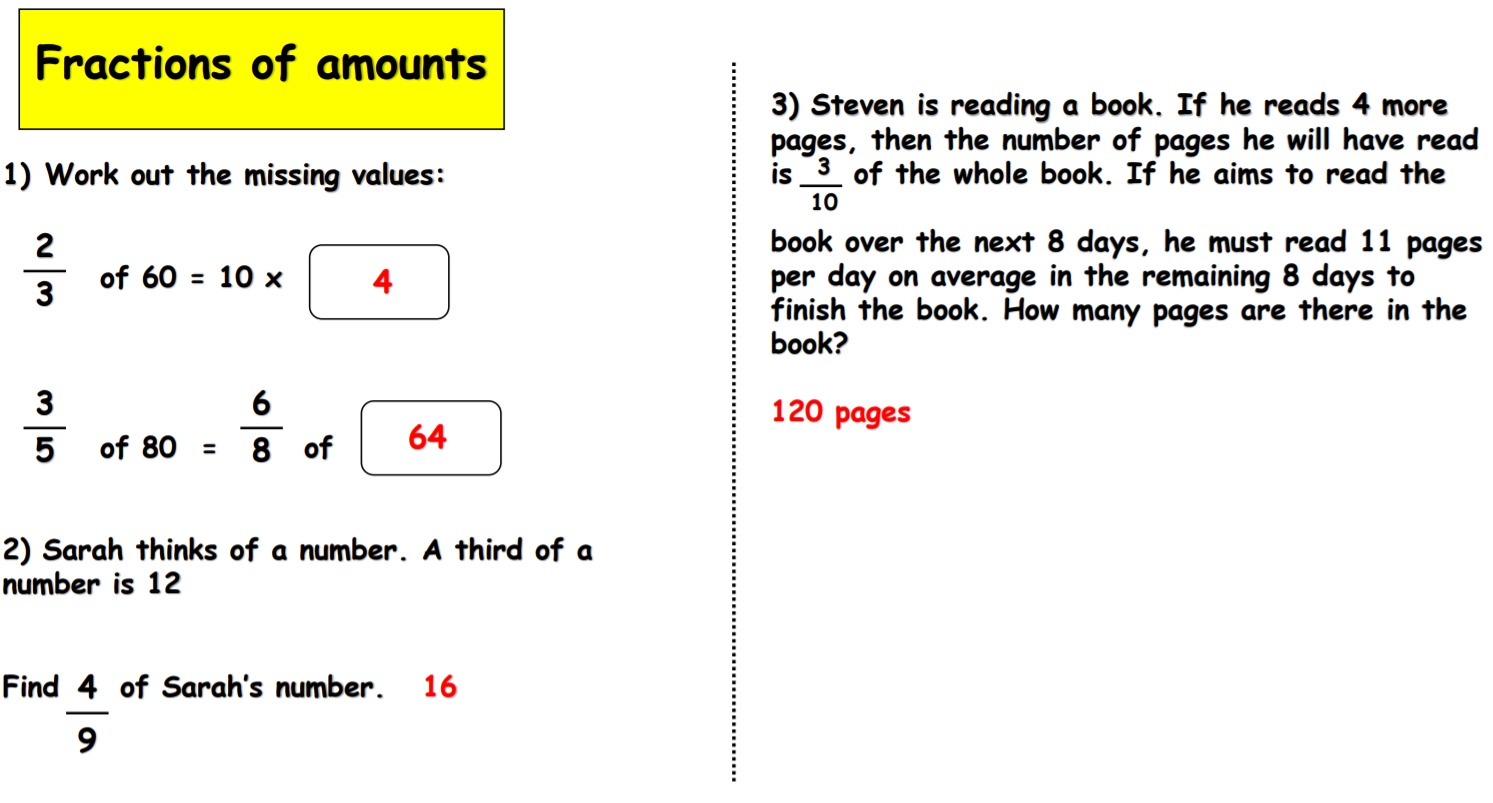 Fractions of amounts
1) Work out the missing values:
2
3
of 60 = 10 x
4
3
5
of 80 =
6
8
of
64
2) Sarah thinks of a number. A third of a
number is 12
Find 4 of Sarah's number. 16
9
3) Steven is reading a book. If he reads 4 more
pages, then the number of pages he will have read
is 3 of the whole book. If he aims to read the
10
book over the next 8 days, he must read 11 pages
per day on average in the remaining 8 days to
finish the book. How many pages are there in the
book?
120 pages